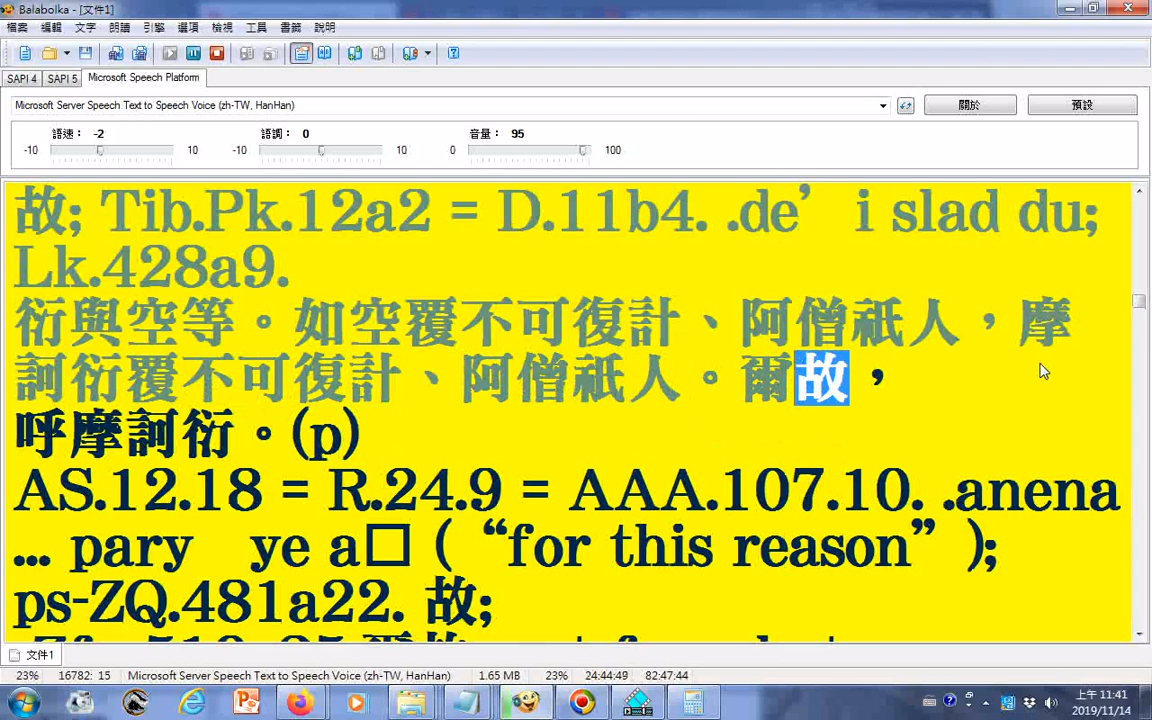 Balabolka - [文件1]
檔案 編輯 文字 朗讀 引擎 選項 檢視 工具 書籤 說明
SAPI 4 SAPI 5 Microsoft Speech Platform
Microsoft Server Speech Text to Speech Voice (zh-TW, HanHan) 關於 預設
語速： -2 語調： 0 音量： 95
-10 10 -10 10 0 100
故; Tib.Pk.12a2 = D.11b4. .de’ i slad du;
Lk.428a9.
衍與空等。如空覆不可復計、阿僧祇人，摩
訶衍覆不可復計、阿僧祇人。爾故，
呼摩訶衍。(p)
AS.12.18 = R.24.9 = AAA.107.10. .anena
... pary ye a□ (“for this reason”);
ps-ZQ.481a22. 故;
文件1
23% 16782: 15 Microsoft Server Speech Text to Speech Voice (zh-TW, HanHan) 1.65 MB 23% 24:44:49 82:47:44
上午 11:41
2019/11/14